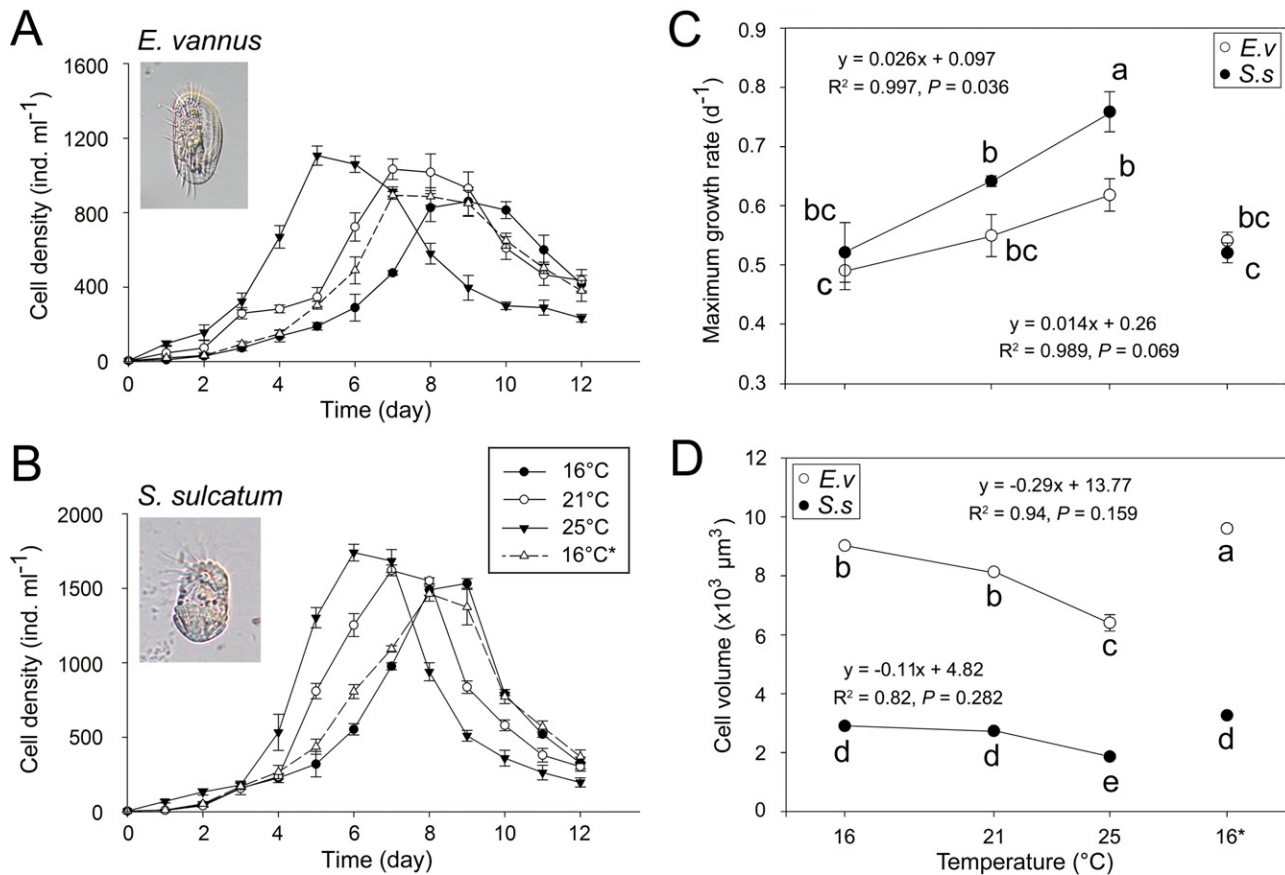 A
E. vannus
1600
1200
800
400
0
Cell density (ind. ml⁻¹)
0 2 4 6 8 10 12
Time (day)
B
S. sulcatum
16°C
21°C
25°C
16°C*
2000
1500
1000
500
0
Cell density (ind. ml⁻¹)
0 2 4 6 8 10 12
Time (day)
C
E.v
S.s
y = 0.026x + 0.097
R² = 0.997, P = 0.036
0.9
0.8
0.7
0.6
0.5
0.4
0.3
Maximum growth rate (d⁻¹)
a
b
b
bc
bc
bc
c
c
y = 0.014x + 0.26
R² = 0.989, P = 0.069
D
E.v
S.s
y = -0.29x + 13.77
R² = 0.94, P = 0.159
12
10
8
6
4
2
0
Cell volume (x10³ µm³)
b
b
c
a
y = -0.11x + 4.82
R² = 0.82, P = 0.282
d
d
e
d
16 21 25 16*
Temperature (°C)